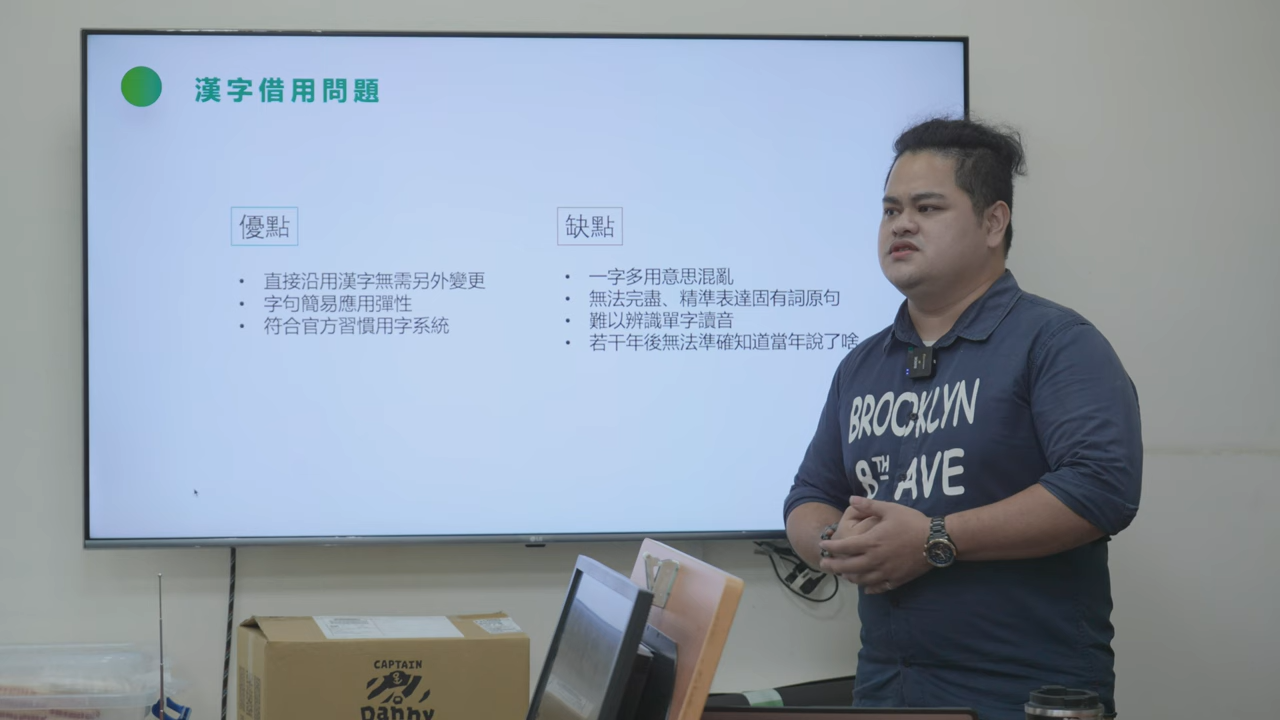 漢字借用問題
優點
• 直接沿用漢字無需另外變更
• 字句簡易應用彈性
• 符合官方習慣用字系統
缺點
• 一字多用意思混亂
• 無法完盡、精準表達固有詞原句
• 難以辨識單字讀音
• 若干年後無法準確知道當年說了啥
BROOKLYN
8TH AVE
CAPTAIN
Danny